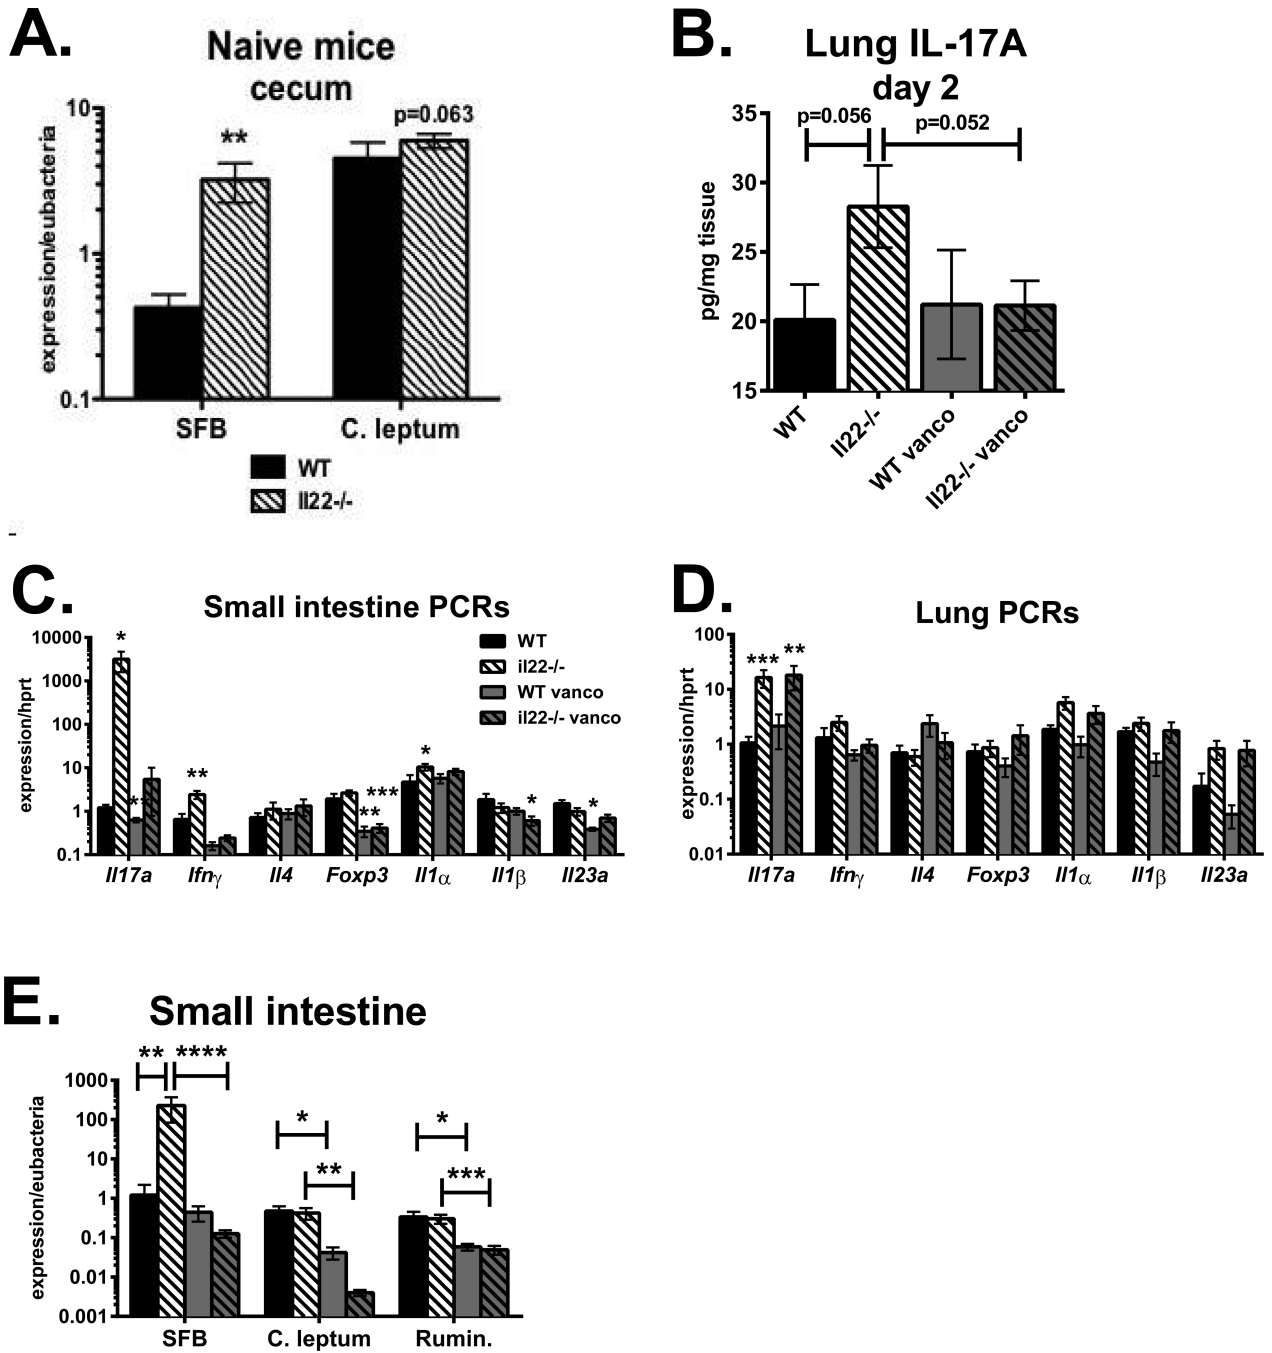 A.
Naive mice
cecum
expression/eubacteria
10
1
0.1
**
p=0.063
SFB
C. leptum
WT
Il22-/-
B.
Lung IL-17A
day 2
pg/mg tissue
35
30
25
20
15
p=0.056
p=0.052
WT
Il22-/-
WT vanco
Il22-/- vanco
C.
Small intestine PCRs
expression/hprt
10000
1000
100
10
1
0.1
*
**
**
***
**
*
*
*
WT
il22-/-
WT vanco
il22-/- vanco
Il17a
Ifnγ
Il4
Foxp3
Il1α
Il1β
Il23a
D.
Lung PCRs
expression/hprt
100
10
1
0.1
0.01
***
**
Il17a
Ifnγ
Il4
Foxp3
Il1α
Il1β
Il23a
E.
Small intestine
expression/eubacteria
1000
100
10
1
0.1
0.01
0.001
**
****
*
**
*
***
SFB
C. leptum
Rumin.